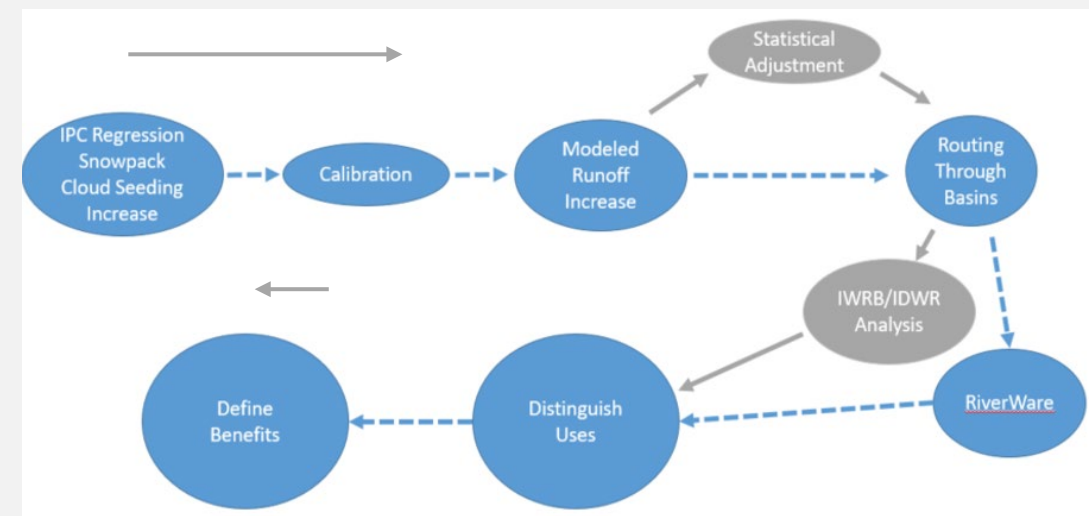 Statistical
Adjustment
IPC Regression
Snowpack
Cloud Seeding
Increase
Calibration
Modeled
Runoff
Increase
Routing
Through
Basins
IWRB/IDWR
Analysis
RiverWare
Distinguish
Uses
Define
Benefits